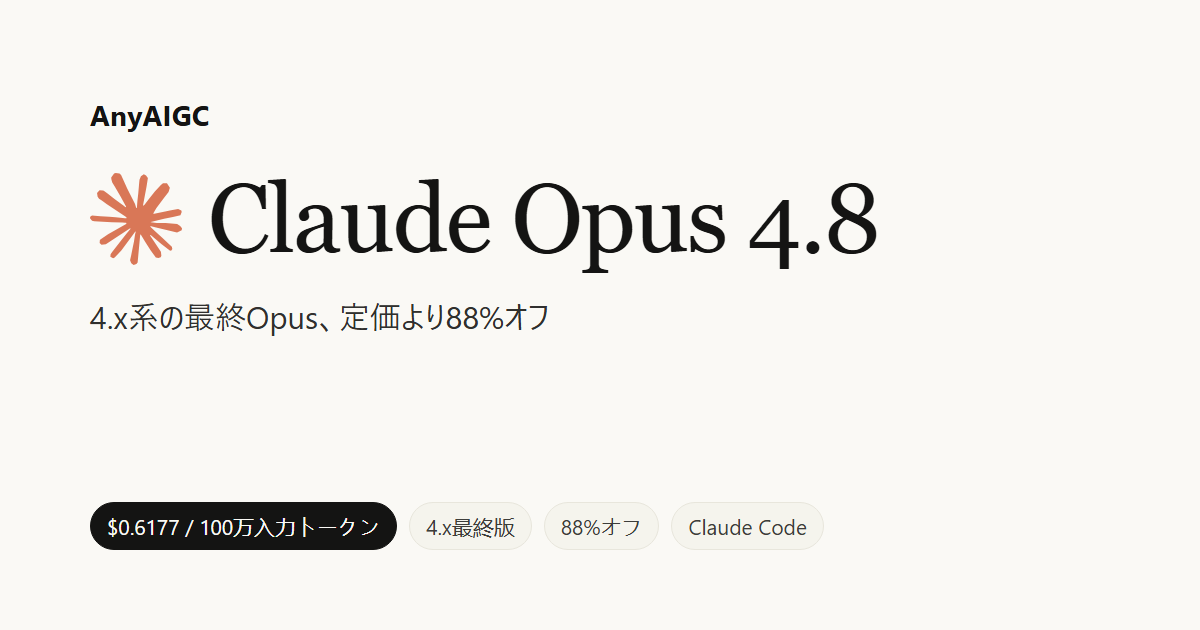 AnyAIGC
Claude Opus 4.8
4.x系の最終Opus、定価より88%オフ
$0.6177 / 100万入力トークン
4.x最終版
88%オフ
Claude Code